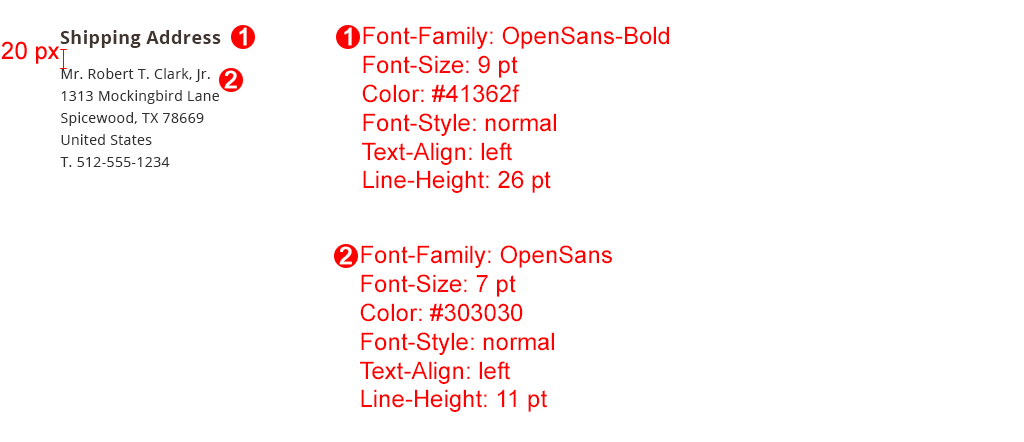 Shipping Address 1
20 px
Mr. Robert T. Clark, Jr. 2
1313 Mockingbird Lane
Spicewood, TX 78669
United States
T. 512-555-1234
1 Font-Family: OpenSans-Bold
Font-Size: 9 pt
Color: #41362f
Font-Style: normal
Text-Align: left
Line-Height: 26 pt
2 Font-Family: OpenSans
Font-Size: 7 pt
Color: #303030
Font-Style: normal
Text-Align: left
Line-Height: 11 pt